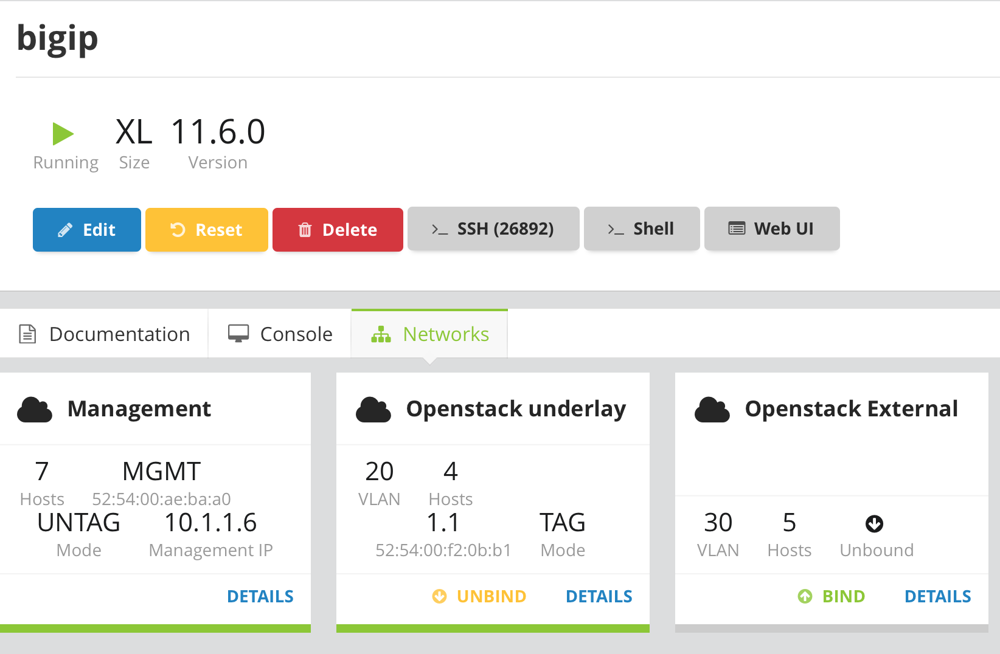 bigip
XL 11.6.0
Running Size Version
Edit Reset Delete SSH (26892) Shell Web UI
Documentation Console Networks
Management
7 MGMT
Hosts 52:54:00:ae:ba:a0
UNTAG 10.1.1.6
Mode Management IP
DETAILS
Openstack underlay
20 4
VLAN Hosts
1.1 TAG
52:54:00:f2:0b:b1 Mode
UNBIND DETAILS
Openstack External
30 5
VLAN Hosts Unbound
BIND DETAILS